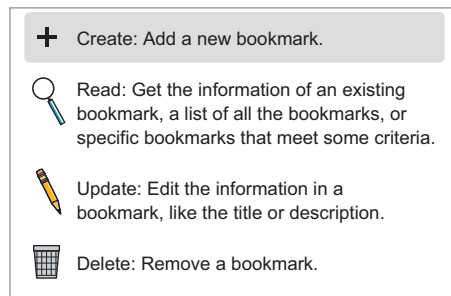 Create: Add a new bookmark.
Read: Get the information of an existing
bookmark, a list of all the bookmarks, or
specific bookmarks that meet some criteria.
Update: Edit the information in a
bookmark, like the title or description.
Delete: Remove a bookmark.